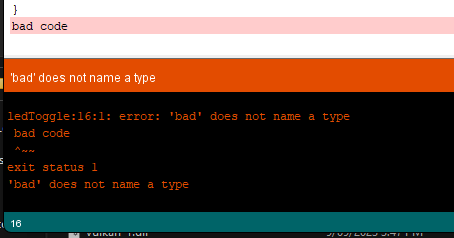 }
bad code
'bad' does not name a type
ledToggle:16:1: error: 'bad' does not name a type
bad code
^~~
exit status 1
'bad' does not name a type
16